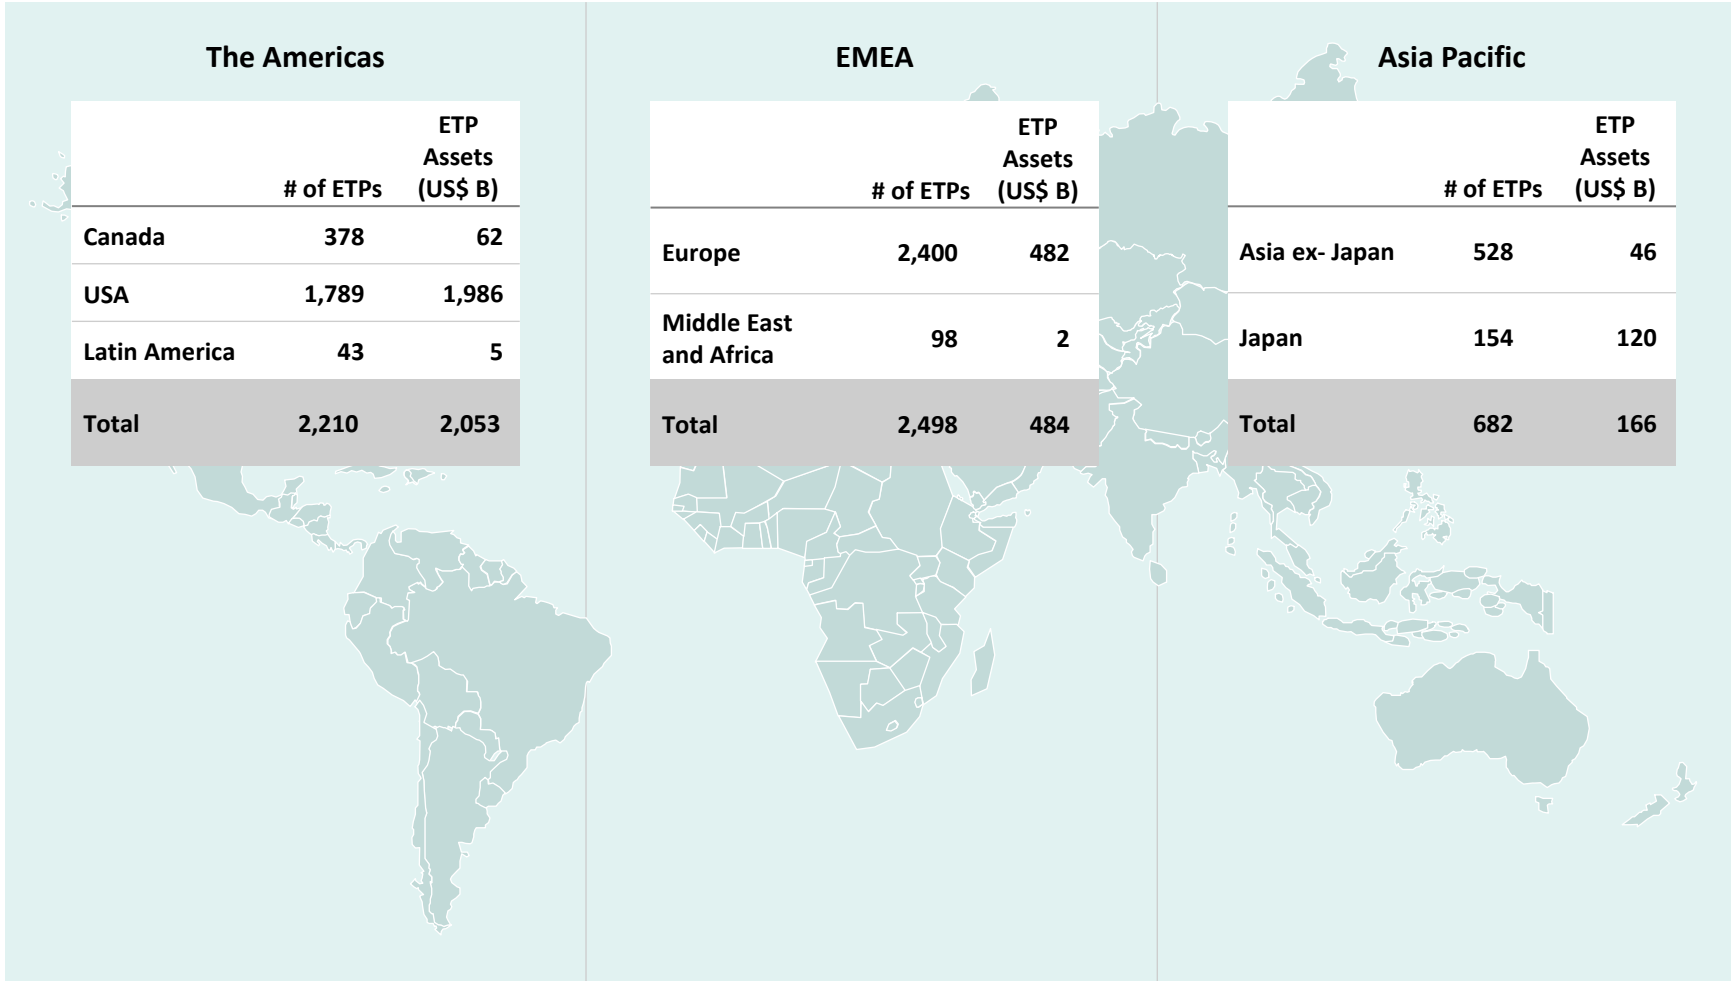 The Americas
ETP
Assets
# of ETPs (US$ B)
Canada 378 62
USA 1,789 1,986
Latin America 43 5
Total 2,210 2,053
EMEA
ETP
Assets
# of ETPs (US$ B)
Europe 2,400 482
Middle East
and Africa 98 2
Total 2,498 484
Asia Pacific
ETP
Assets
# of ETPs (US$ B)
Asia ex- Japan 528 46
Japan 154 120
Total 682 166